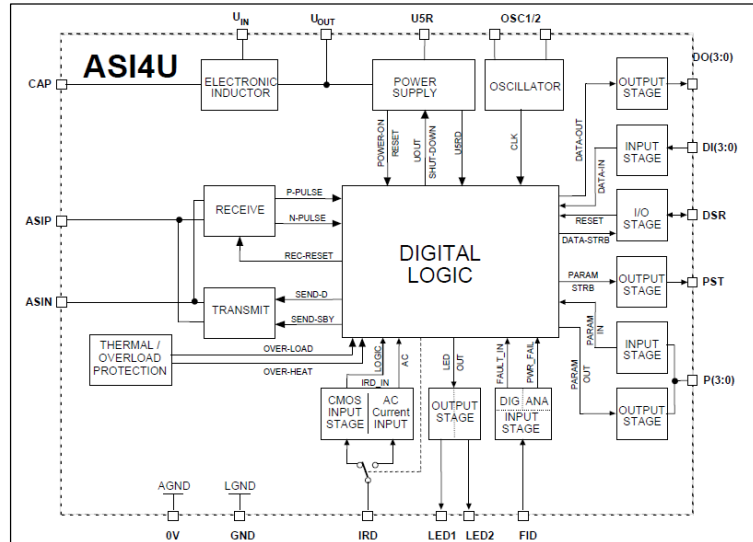 U_IN
U_OUT
U5R
OSC1/2
ASI4U
CAP
ELECTRONIC
INDUCTOR
POWER
SUPPLY
OSCILLATOR
OUTPUT
STAGE
DO(3:0)
POWER-ON
RESET
UOUT
SHUT-DOWN
U5RD
CLK
DATA-OUT
DATA-IN
INPUT
STAGE
DI(3:0)
ASIP
RECEIVE
P-PULSE
N-PULSE
REC-RESET
DIGITAL
LOGIC
RESET
DATA-STRB
I/O
STAGE
DSR
ASIN
TRANSMIT
SEND-D
SEND-SBY
PARAM
STRB
OUTPUT
STAGE
PST
THERMAL /
OVERLOAD
PROTECTION
OVER-LOAD
OVER-HEAT
LOGIC
IRD_IN
AC
LED
OUT
FAULT_IN
PWR_FAIL
PARAM
IN
PARAM
OUT
INPUT
STAGE
P(3:0)
OUTPUT
STAGE
CMOS
INPUT
STAGE
AC
Current
INPUT
OUTPUT
STAGE
DIG ANA
INPUT
STAGE
AGND
LGND
0V
GND
IRD
LED1
LED2
FID